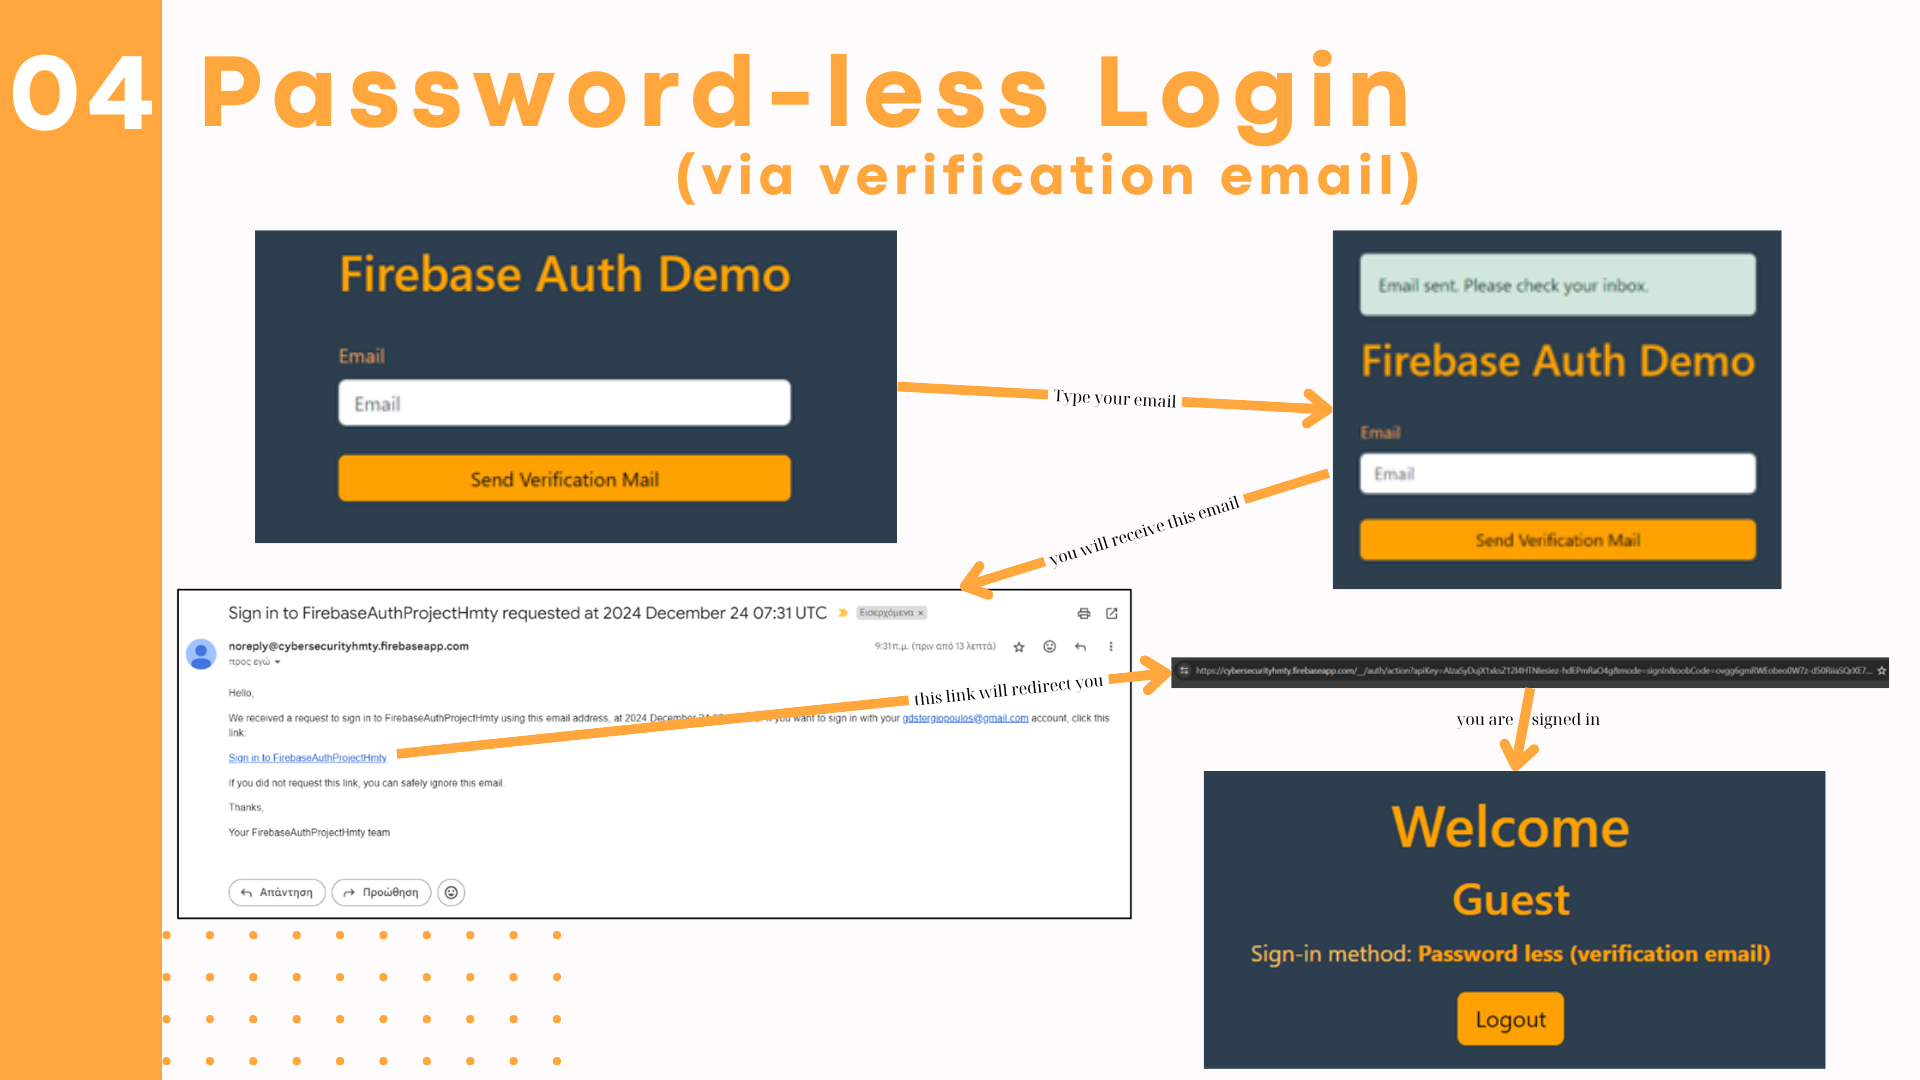 04 Password-less Login
(via verification email)
Firebase Auth Demo
Email
Email
Send Verification Mail
Type your email
Email sent. Please check your inbox.
Firebase Auth Demo
Email
Email
Send Verification Mail
you will receive this email
Sign in to FirebaseAuthProjectHmty requested at 2024 December 24 07:31 UTC Εισερχόμενα ×
noreply@cybersecurityhmty.firebaseapp.com
9:31 π.μ. (πριν από 13 λεπτά)
προς εγώ
Hello,
We received a request to sign in to FirebaseAuthProjectHmty using this email address, at 2024 December you want to sign in with your gdstergiopoulos@gmail.com account, click this
link:
Sign in to FirebaseAuthProjectHmty
If you did not request this link, you can safely ignore this email.
Thanks,
Your FirebaseAuthProjectHmty team
Απάντηση
Προώθηση
this link will redirect you
https://cybersecurityhmty.firebaseapp.com/__/auth/action?apiKey=
you are signed in
Welcome
Guest
Sign-in method: Password less (verification email)
Logout